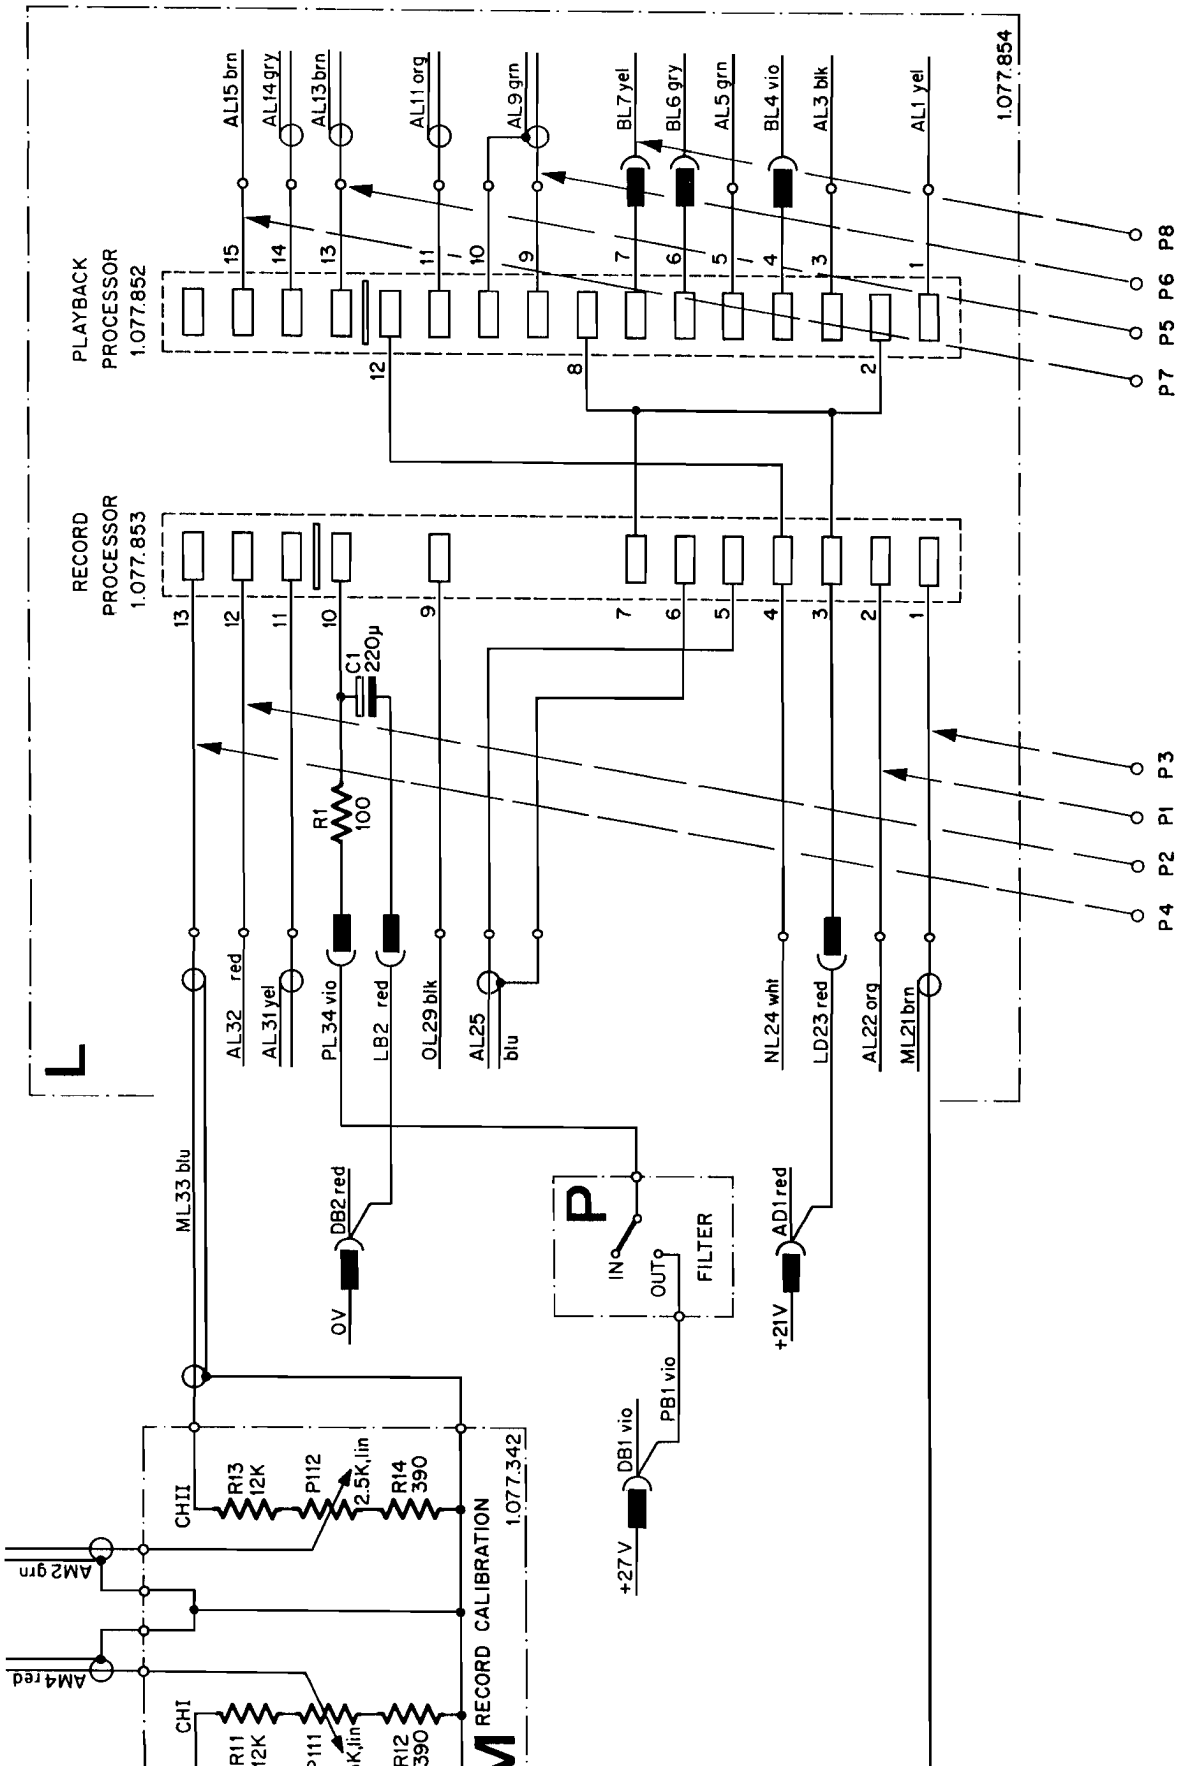 1.077.854
AL15 brn
AL14 gry
AL13 brn
AL11 org
AL9 grn
BL7 yel
BL6 gry
AL5 grn
BL4 vio
AL3 blk
AL1 yel
15
14
13
11
10
9
7
6
5
4
3
1
PLAYBACK
PROCESSOR
1.077.852
12
8
2
P8
P6
P5
P7
RECORD
PROCESSOR
1.077.853
13
12
11
10
9
7
6
5
4
3
2
1
C1
220µ
R1
100
P3
P1
P2
P4
L
AL32 red
AL31 yel
PL34 vio
LB2 red
OL29 blk
AL25
blu
NL24 wht
LD23 red
AL22 org
ML21 brn
ML33 blu
DB2 red
0V
P
IN
OUT
FILTER
AD1 red
+21V
PB1 vio
DB1 vio
+27V
CHII
R13
12K
P112
2.5K,lin
R14
390
1.077.342
RECORD CALIBRATION
AM2 grn
AM4 red
CHI
R11
12K
P111
K,lin
R12
390
M